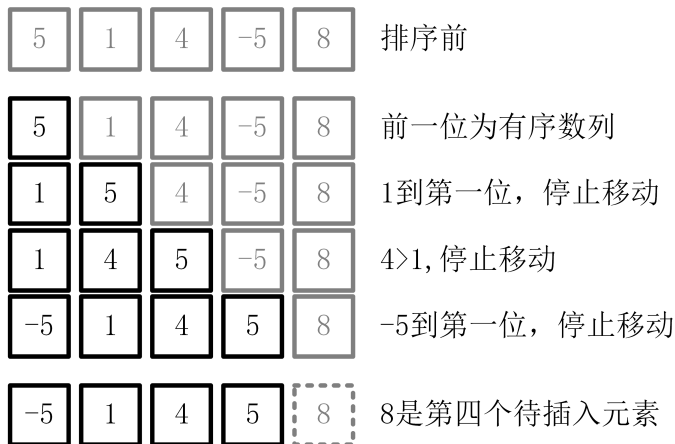 5 1 4 -5 8 排序前
5 1 4 -5 8 前一位为有序数列
1 5 4 -5 8 1到第一位，停止移动
1 4 5 -5 8 4>1,停止移动
-5 1 4 5 8 -5到第一位，停止移动
-5 1 4 5 8 8是第四个待插入元素